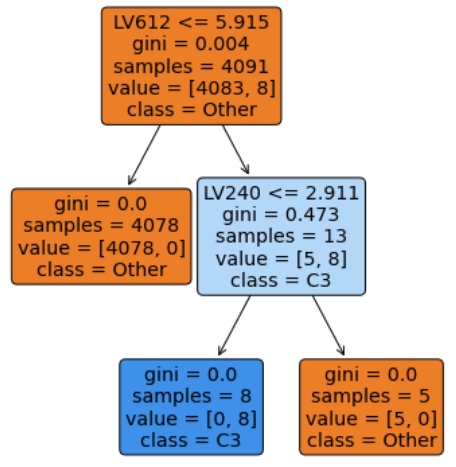 LV612 <= 5.915
gini = 0.004
samples = 4091
value = [4083, 8]
class = Other
gini = 0.0
samples = 4078
value = [4078, 0]
class = Other
LV240 <= 2.911
gini = 0.473
samples = 13
value = [5, 8]
class = C3
gini = 0.0
samples = 8
value = [0, 8]
class = C3
gini = 0.0
samples = 5
value = [5, 0]
class = Other